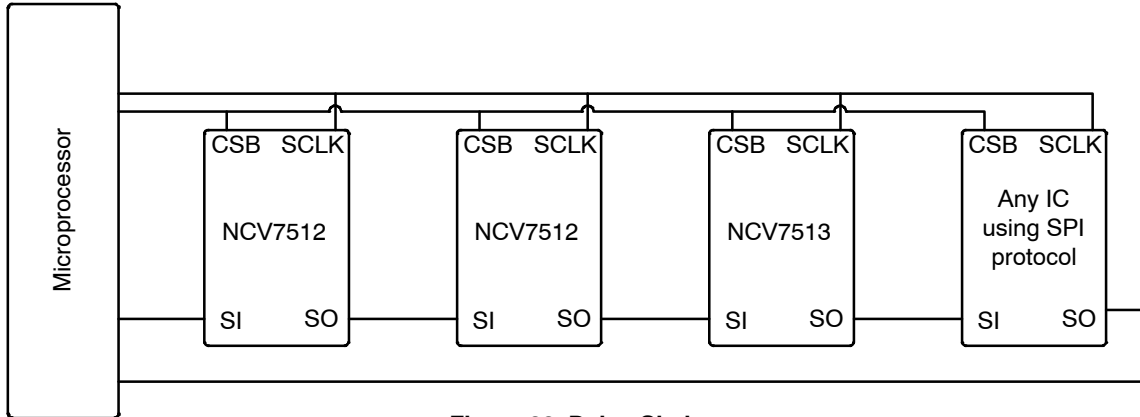 Microprocessor
CSB SCLK
NCV7512
SI SO
CSB SCLK
NCV7512
SI SO
CSB SCLK
NCV7513
SI SO
CSB SCLK
Any IC
using SPI
protocol
SI SO